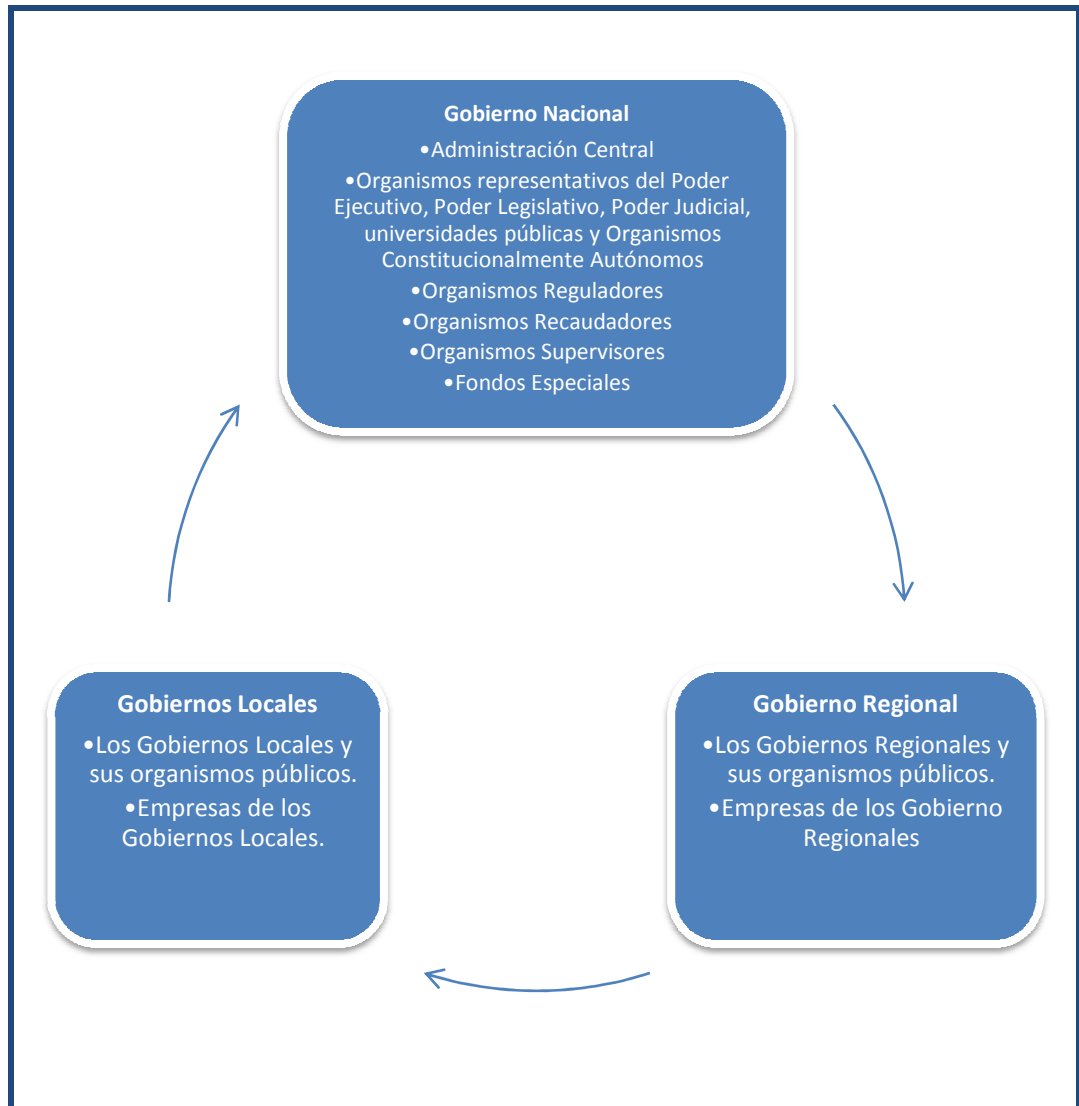 Gobierno Nacional
•Administración Central
•Organismos representativos del Poder
Ejecutivo, Poder Legislativo, Poder Judicial,
universidades públicas y Organismos
Constitucionalmente Autónomos
•Organismos Reguladores
•Organismos Recaudadores
•Organismos Supervisores
•Fondos Especiales
Gobiernos Locales
•Los Gobiernos Locales y
sus organismos públicos.
•Empresas de los
Gobiernos Locales.
Gobierno Regional
•Los Gobiernos Regionales y
sus organismos públicos.
•Empresas de los Gobierno
Regionales